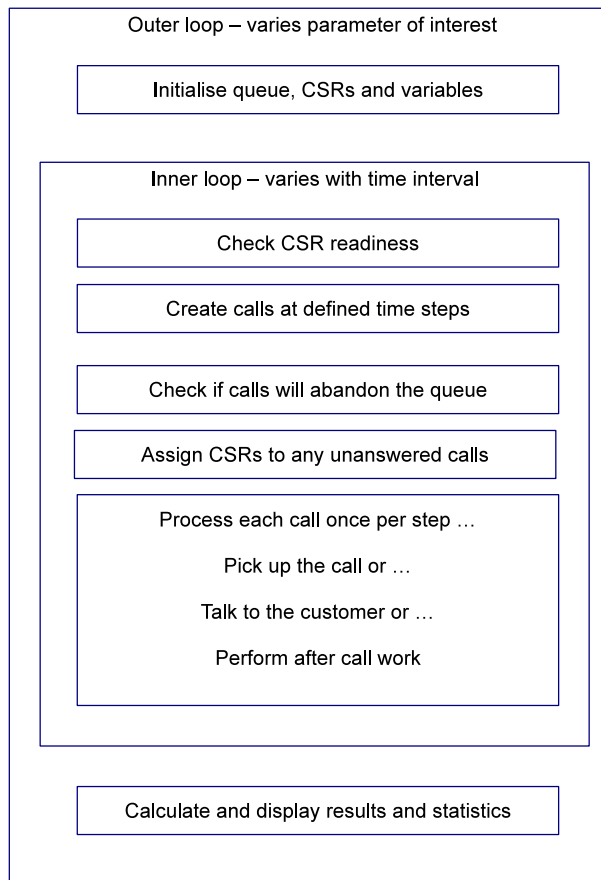 Outer loop – varies parameter of interest
Initialise queue, CSRs and variables
Inner loop – varies with time interval
Check CSR readiness
Create calls at defined time steps
Check if calls will abandon the queue
Assign CSRs to any unanswered calls
Process each call once per step …
Pick up the call or …
Talk to the customer or …
Perform after call work
Calculate and display results and statistics